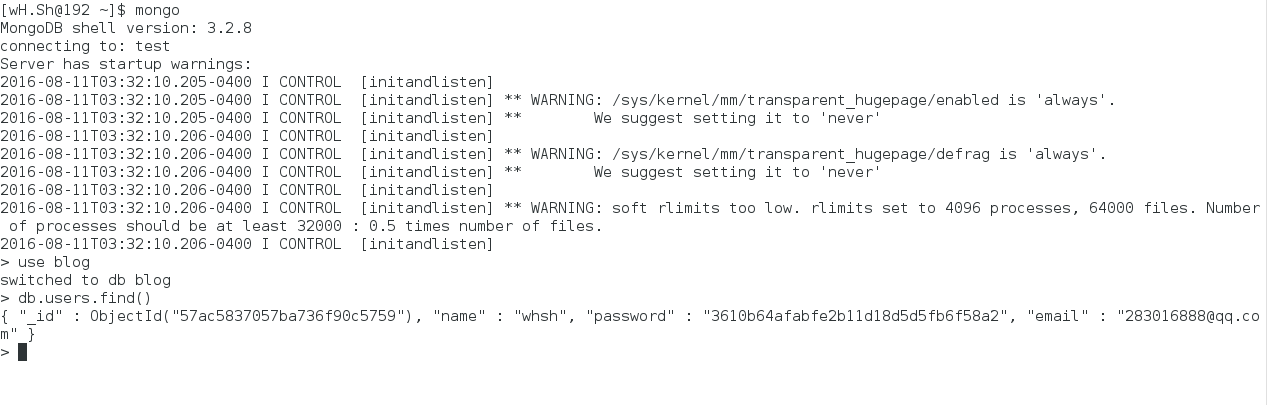 [wH.Sh@192 ~]$ mongo
MongoDB shell version: 3.2.8
connecting to: test
Server has startup warnings:
2016-08-11T03:32:10.205-0400 I CONTROL  [initandlisten]
2016-08-11T03:32:10.205-0400 I CONTROL  [initandlisten] ** WARNING: /sys/kernel/mm/transparent_hugepage/enabled is 'always'.
2016-08-11T03:32:10.205-0400 I CONTROL  [initandlisten] **        We suggest setting it to 'never'
2016-08-11T03:32:10.206-0400 I CONTROL  [initandlisten]
2016-08-11T03:32:10.206-0400 I CONTROL  [initandlisten] ** WARNING: /sys/kernel/mm/transparent_hugepage/defrag is 'always'.
2016-08-11T03:32:10.206-0400 I CONTROL  [initandlisten] **        We suggest setting it to 'never'
2016-08-11T03:32:10.206-0400 I CONTROL  [initandlisten]
2016-08-11T03:32:10.206-0400 I CONTROL  [initandlisten] ** WARNING: soft rlimits too low. rlimits set to 4096 processes, 64000 files. Number
 of processes should be at least 32000 : 0.5 times number of files.
2016-08-11T03:32:10.206-0400 I CONTROL  [initandlisten]
> use blog
switched to db blog
> db.users.find()
{ "_id" : ObjectId("57ac5837057ba736f90c5759"), "name" : "whsh", "password" : "3610b64afabfe2b11d18d5d5fb6f58a2", "email" : "283016888@qq.co
m" }
>